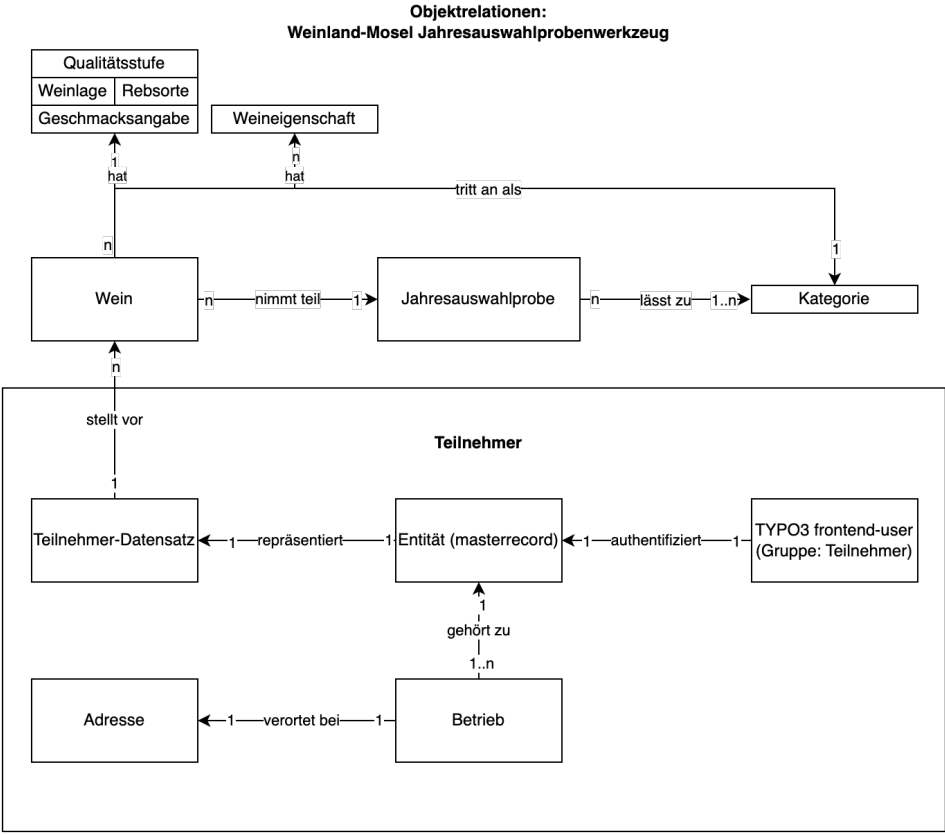 Objektrelationen:
Weinland-Mosel Jahresauswahlprobenwerkzeug
Qualitätsstufe
Weinlage
Rebsorte
Geschmacksangabe
Weineigenschaft
1
hat
n
hat
tritt an als
n
1
Wein
n
nimmt teil
1
Jahresauswahlprobe
n
lässt zu
1..n
Kategorie
n
stellt vor
Teilnehmer
1
Teilnehmer-Datensatz
1
repräsentiert
1
Entität (masterrecord)
1
authentifiziert
1
TYPO3 frontend-user
(Gruppe: Teilnehmer)
1
gehört zu
1..n
Adresse
1
verortet bei
1
Betrieb